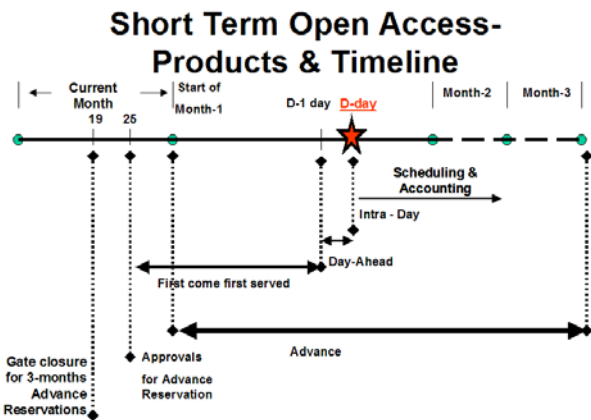 Short Term Open Access-
Products & Timeline
Current
Month
Start of
Month-1
D-1 day
D-day
Month-2
Month-3
19
25
Scheduling &
Accounting
Intra - Day
Day-Ahead
First come first served
Advance
Gate closure
for 3-months
Advance
Reservations
Approvals
for Advance
Reservation